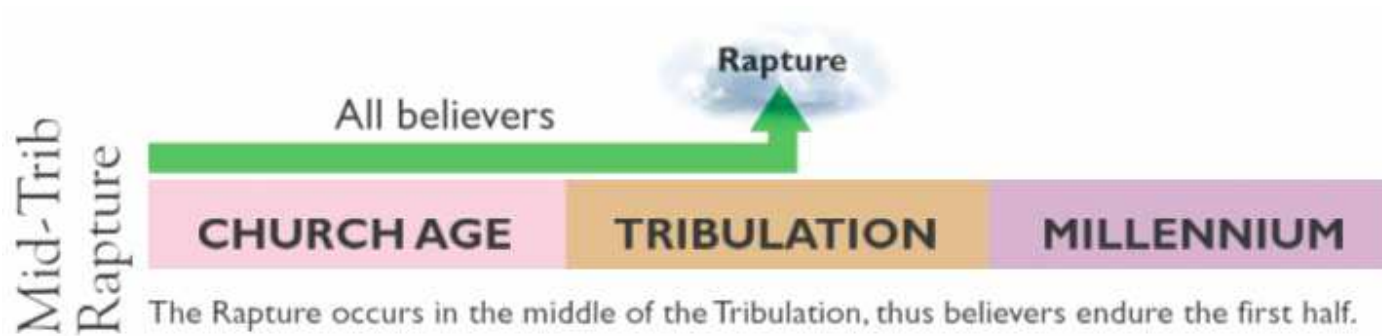 Mid-Trib
Rapture
Rapture
All believers
CHURCH AGE
TRIBULATION
MILLENNIUM
The Rapture occurs in the middle of the Tribulation, thus believers endure the first half.